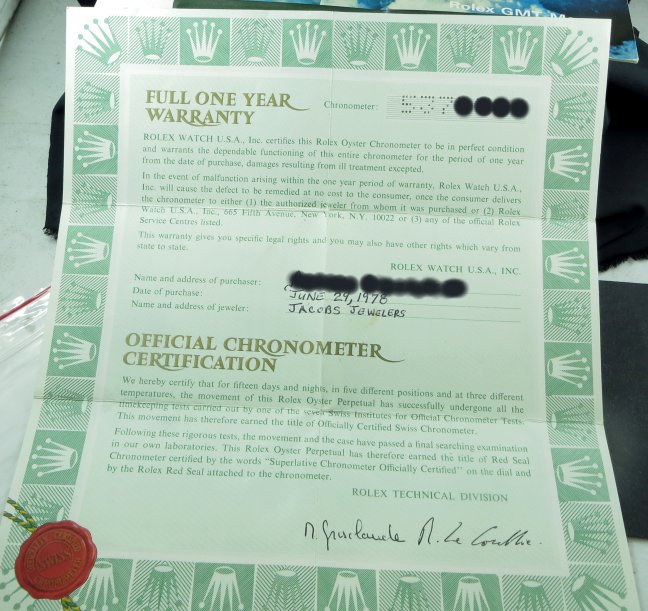 Rolex GMT-M
FULL ONE YEAR
WARRANTY
Chronometer: 537
ROLEX WATCH U.S.A., Inc. certifies this Rolex Oyster Chronometer to be in perfect condition
and warrants the dependable functioning of this entire chronometer for the period of one year
from the date of purchase, damages resulting from ill treatment excepted.
In the event of malfunction arising within the one year period of warranty, Rolex Watch U.S.A.,
Inc. will cause the defect to be remedied at no cost to the consumer, once the consumer delivers
the chronometer to either (1) the authorized jeweler from whom it was purchased or (2) Rolex
Watch U.S.A., Inc., 665 Fifth Avenue, New York, N.Y. 10022 or (3) any of the official Rolex
Service Centres listed.
This warranty gives you specific legal rights and you may also have other rights which vary from
state to state.
ROLEX WATCH U.S.A., INC.
Name and address of purchaser:
Date of purchase: JUNE 29, 1978
Name and address of jeweler: JACOBS JEWELERS
OFFICIAL CHRONOMETER
CERTIFICATION
We hereby certify that for fifteen days and nights, in five different positions and at three different
temperatures, the movement of this Rolex Oyster Perpetual has successfully undergone all the
timekeeping tests carried out by one of the seven Swiss Institutes for Official Chronometer Tests.
This movement has therefore earned the title of Officially Certified Swiss Chronometer.
Following these rigorous tests, the movement and the case have passed a final searching examination
in our own laboratories. This Rolex Oyster Perpetual has therefore earned the title of Red Seal
Chronometer certified by the words "Superlative Chronometer Officially Certified" on the dial and
by the Rolex Red Seal attached to the chronometer.
ROLEX TECHNICAL DIVISION
SWISS